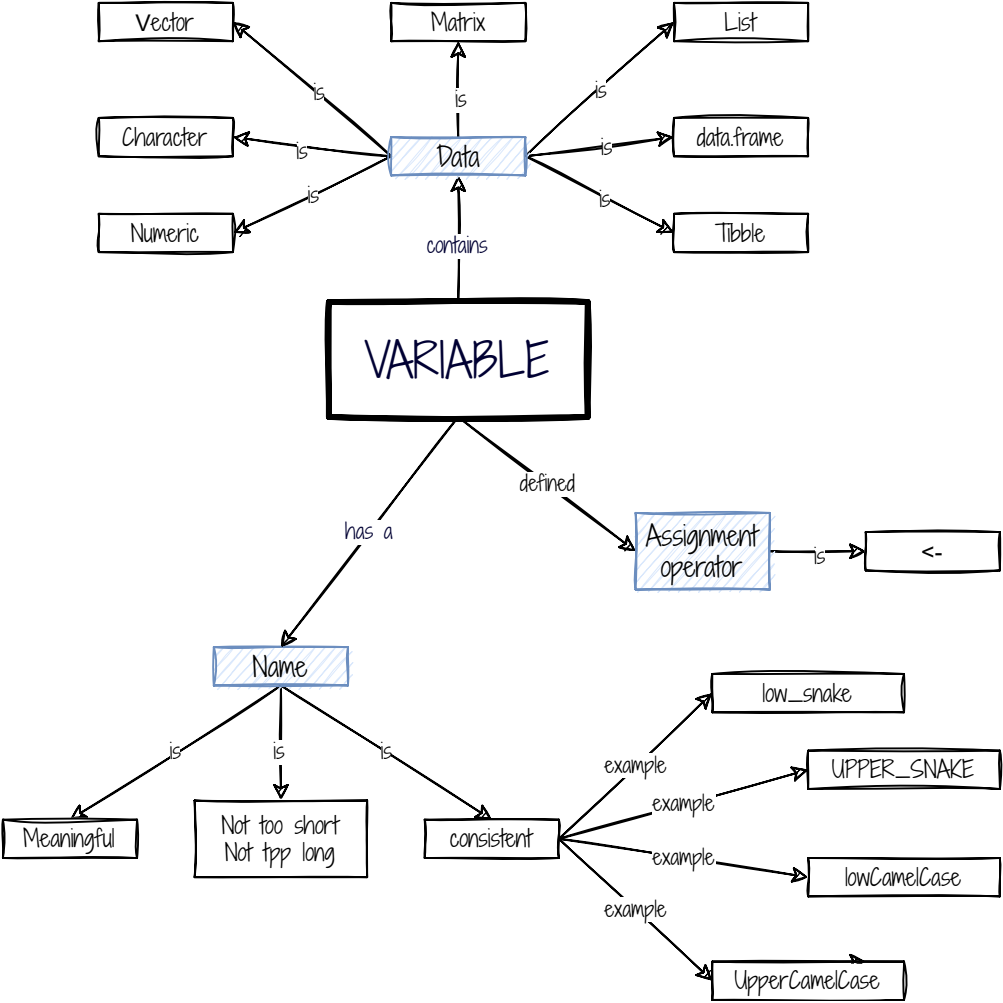 Vector
Matrix
List
is
is
is
Character
is
Data
is
data.frame
is
is
Numeric
Tibble
contains
VARIABLE
defined
has a
Assignment
operator
is
<-
Name
low_snake
is
is
is
example
UPPER_SNAKE
example
Meaningful
Not too short
Not tpp long
consistent
example
lowCamelCase
example
UpperCamelCase